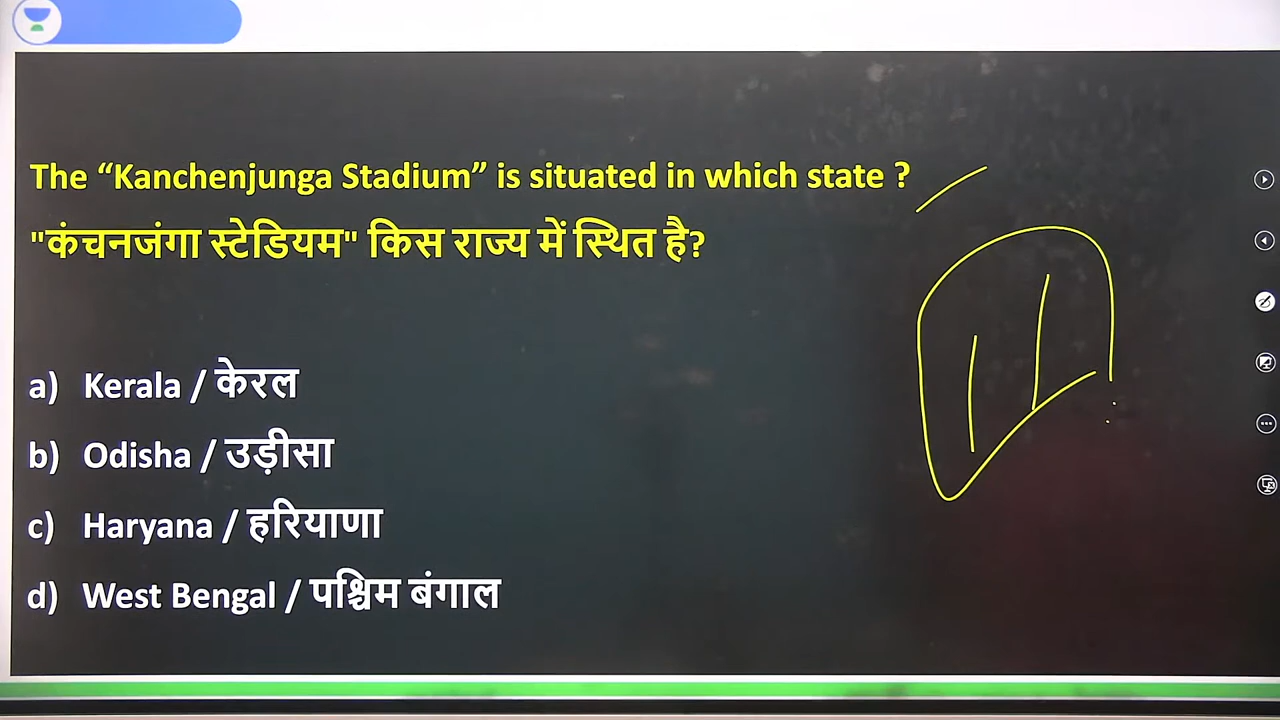 The “Kanchenjunga Stadium” is situated in which state ?
"कंचनजंगा स्टेडियम" किस राज्य में स्थित है?
a) Kerala / केरल
b) Odisha / उड़ीसा
c) Haryana / हरियाणा
d) West Bengal / पश्चिम बंगाल